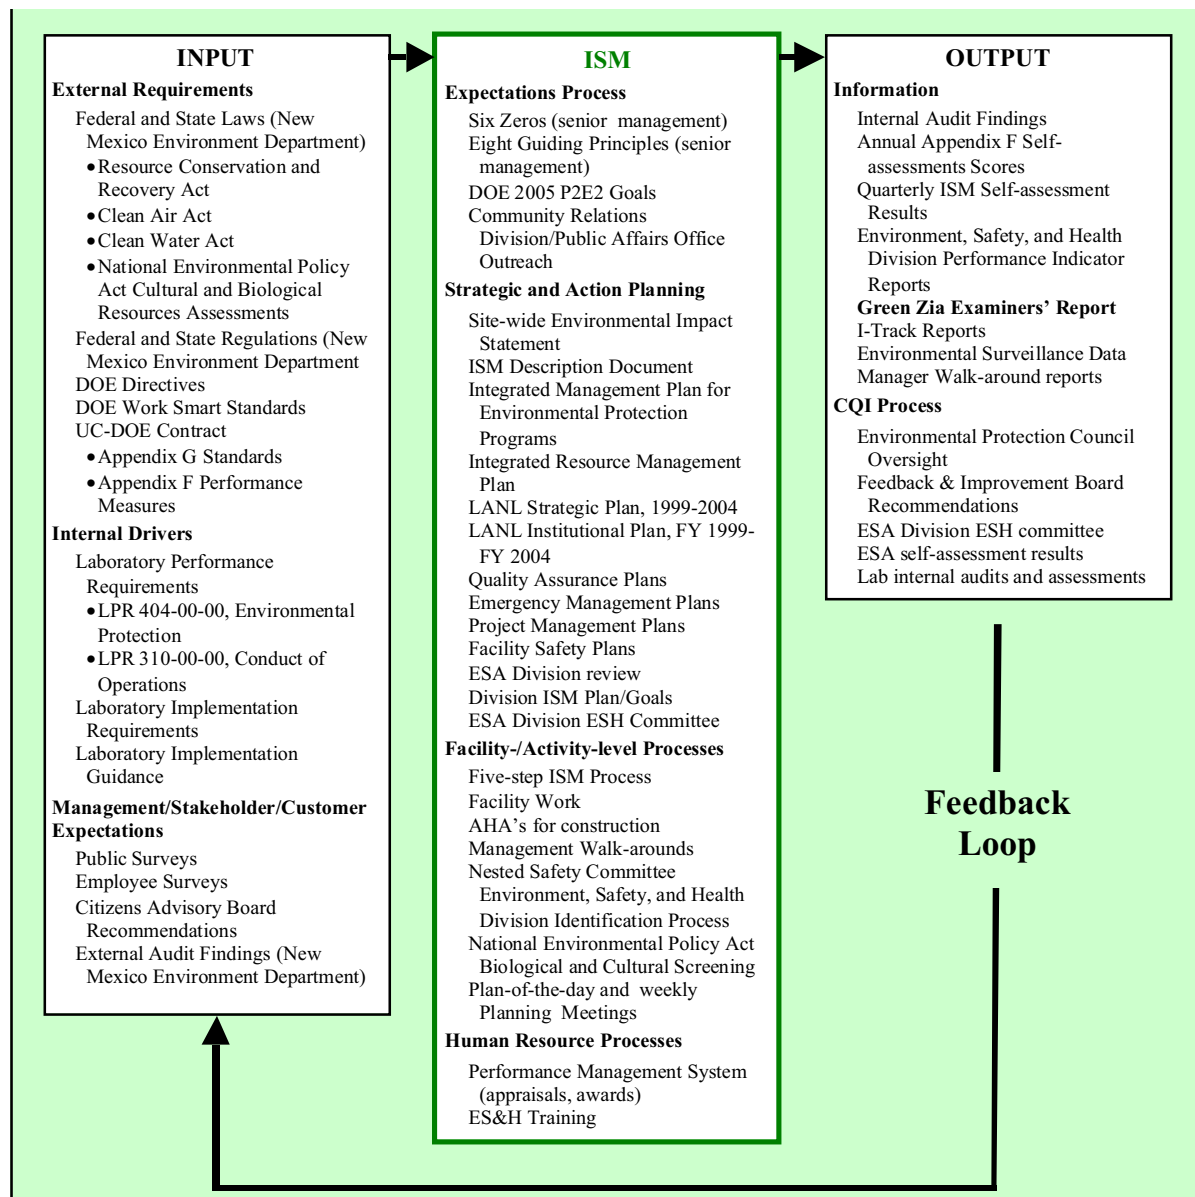 INPUT
External Requirements
Federal and State Laws (New
Mexico Environment Department)
•Resource Conservation and
Recovery Act
•Clean Air Act
•Clean Water Act
•National Environmental Policy
Act Cultural and Biological
Resources Assessments
Federal and State Regulations (New
Mexico Environment Department
DOE Directives
DOE Work Smart Standards
UC-DOE Contract
•Appendix G Standards
•Appendix F Performance
Measures
Internal Drivers
Laboratory Performance
Requirements
•LPR 404-00-00, Environmental
Protection
•LPR 310-00-00, Conduct of
Operations
Laboratory Implementation
Requirements
Laboratory Implementation
Guidance
Management/Stakeholder/Customer
Expectations
Public Surveys
Employee Surveys
Citizens Advisory Board
Recommendations
External Audit Findings (New
Mexico Environment Department)
ISM
Expectations Process
Six Zeros (senior management)
Eight Guiding Principles (senior
management)
DOE 2005 P2E2 Goals
Community Relations
Division/Public Affairs Office
Outreach
Strategic and Action Planning
Site-wide Environmental Impact
Statement
ISM Description Document
Integrated Management Plan for
Environmental Protection
Programs
Integrated Resource Management
Plan
LANL Strategic Plan, 1999-2004
LANL Institutional Plan, FY 1999-
FY 2004
Quality Assurance Plans
Emergency Management Plans
Project Management Plans
Facility Safety Plans
ESA Division review
Division ISM Plan/Goals
ESA Division ESH Committee
Facility-/Activity-level Processes
Five-step ISM Process
Facility Work
AHA's for construction
Management Walk-arounds
Nested Safety Committee
Environment, Safety, and Health
Division Identification Process
National Environmental Policy Act
Biological and Cultural Screening
Plan-of-the-day and weekly
Planning Meetings
Human Resource Processes
Performance Management System
(appraisals, awards)
ES&H Training
OUTPUT
Information
Internal Audit Findings
Annual Appendix F Self-
assessments Scores
Quarterly ISM Self-assessment
Results
Environment, Safety, and Health
Division Performance Indicator
Reports
Green Zia Examiners' Report
I-Track Reports
Environmental Surveillance Data
Manager Walk-around reports
CQI Process
Environmental Protection Council
Oversight
Feedback & Improvement Board
Recommendations
ESA Division ESH committee
ESA self-assessment results
Lab internal audits and assessments
Feedback
Loop